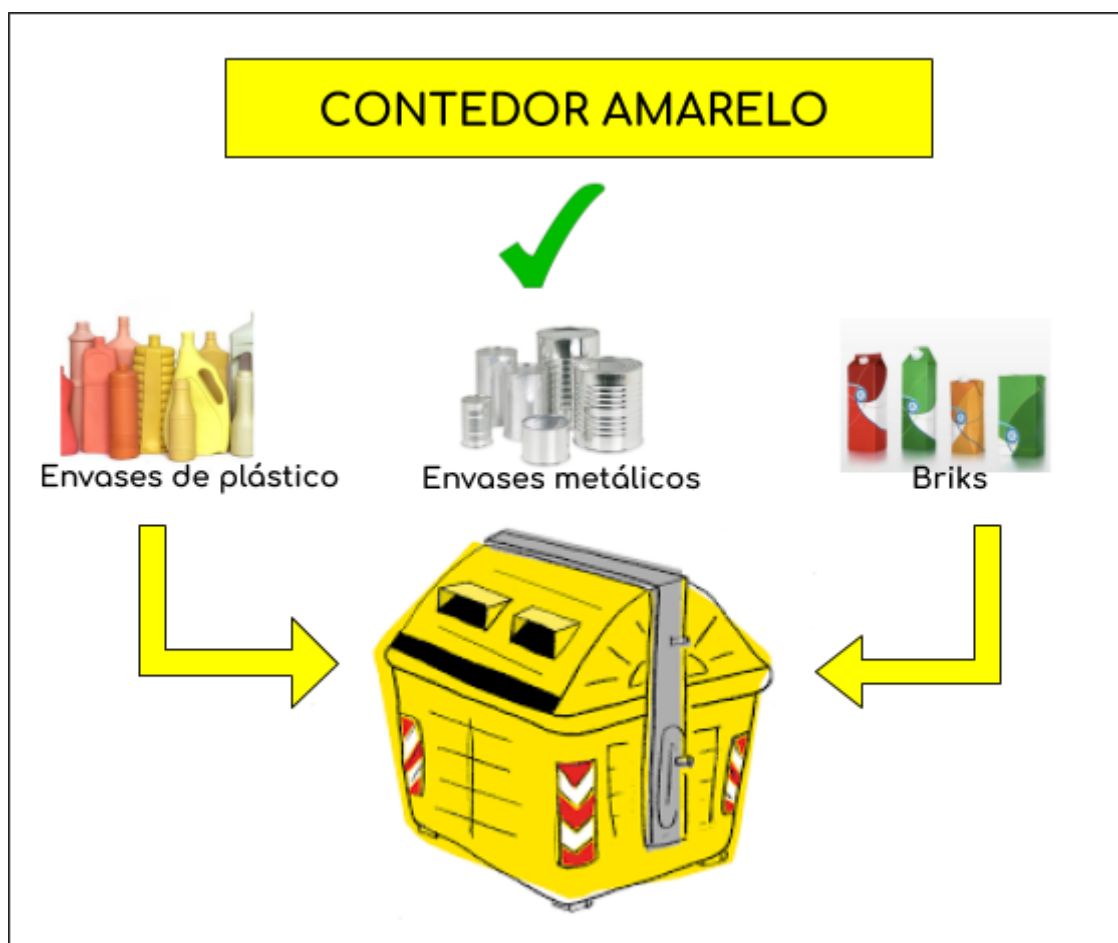 CONTEDOR AMARELO
Envases de plástico
Envases metálicos
Briks